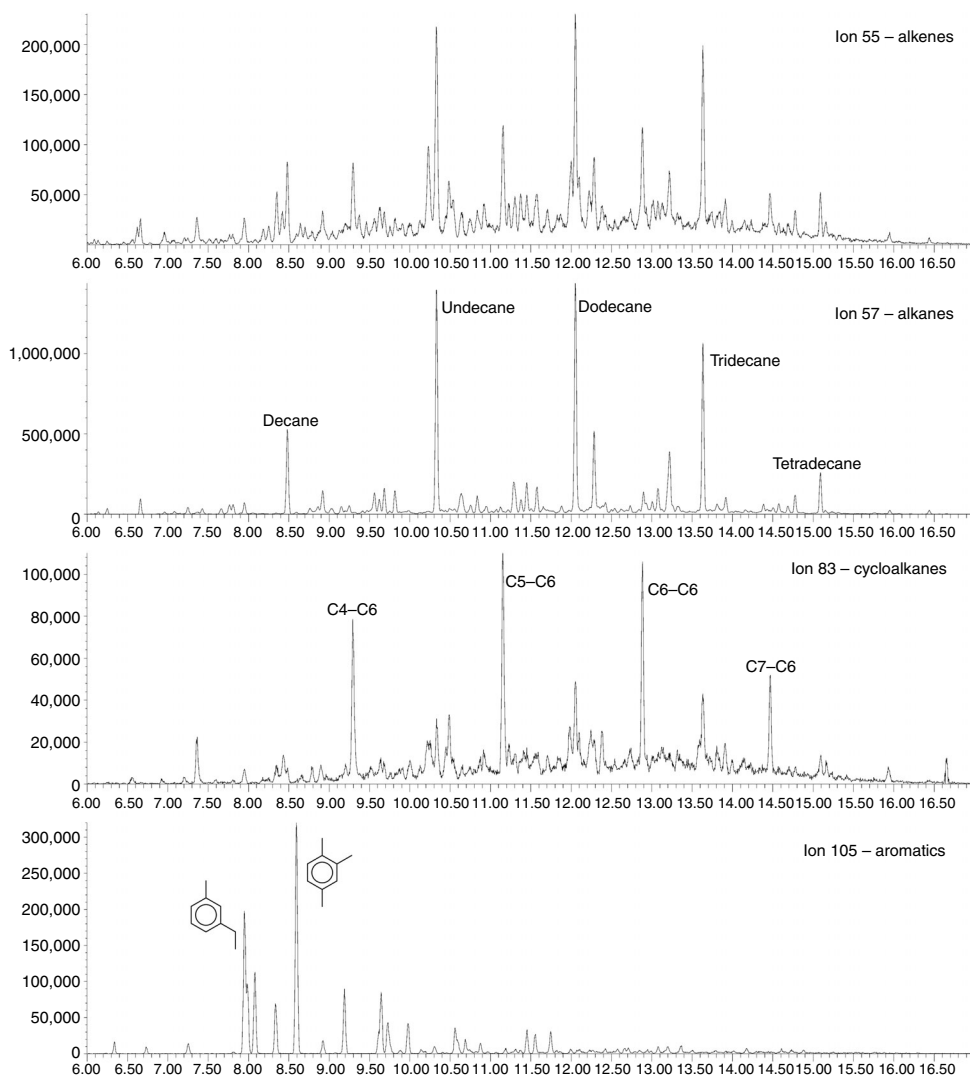 Ion 55 – alkenes
200,000
150,000
100,000
50,000
0
6.00 6.50 7.00 7.50 8.00 8.50 9.00 9.50 10.00 10.50 11.00 11.50 12.00 12.50 13.00 13.50 14.00 14.50 15.00 15.50 16.00 16.50
Ion 57 – alkanes
Undecane
Dodecane
Tridecane
Decane
Tetradecane
1,000,000
500,000
0
6.00 6.50 7.00 7.50 8.00 8.50 9.00 9.50 10.00 10.50 11.00 11.50 12.00 12.50 13.00 13.50 14.00 14.50 15.00 15.50 16.00 16.50
Ion 83 – cycloalkanes
C5–C6
C6–C6
C4–C6
C7–C6
100,000
80,000
60,000
40,000
20,000
0
6.00 6.50 7.00 7.50 8.00 8.50 9.00 9.50 10.00 10.50 11.00 11.50 12.00 12.50 13.00 13.50 14.00 14.50 15.00 15.50 16.00 16.50
Ion 105 – aromatics
300,000
250,000
200,000
150,000
100,000
50,000
0
6.00 6.50 7.00 7.50 8.00 8.50 9.00 9.50 10.00 10.50 11.00 11.50 12.00 12.50 13.00 13.50 14.00 14.50 15.00 15.50 16.00 16.50